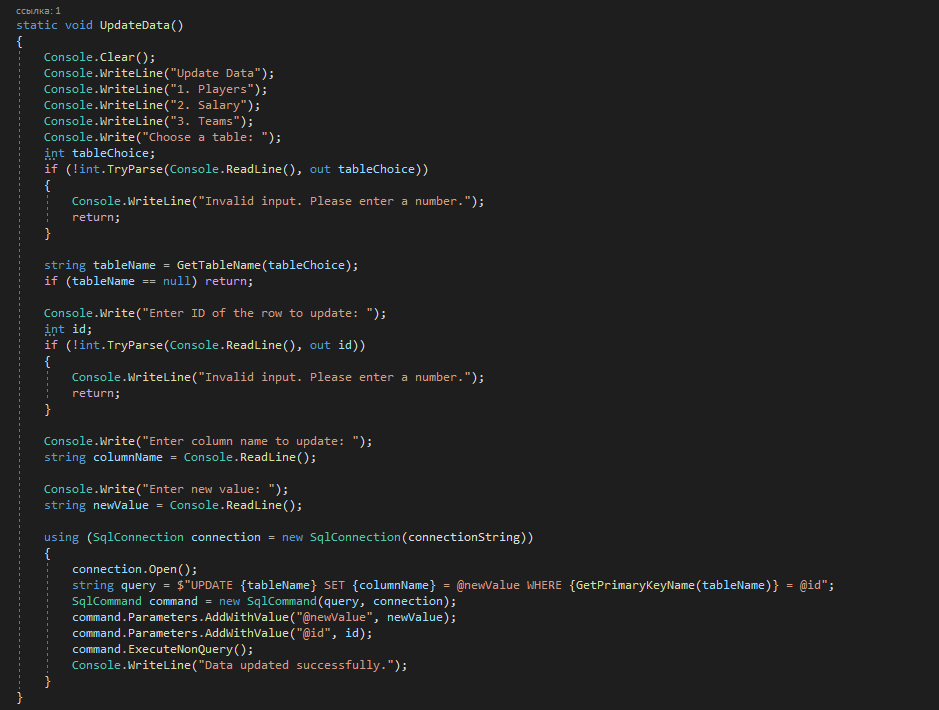 ссылка: 1
static void UpdateData()
{
    Console.Clear();
    Console.WriteLine("Update Data");
    Console.WriteLine("1. Players");
    Console.WriteLine("2. Salary");
    Console.WriteLine("3. Teams");
    Console.Write("Choose a table: ");
    int tableChoice;
    if (!int.TryParse(Console.ReadLine(), out tableChoice))
    {
        Console.WriteLine("Invalid input. Please enter a number.");
        return;
    }

    string tableName = GetTableName(tableChoice);
    if (tableName == null) return;

    Console.Write("Enter ID of the row to update: ");
    int id;
    if (!int.TryParse(Console.ReadLine(), out id))
    {
        Console.WriteLine("Invalid input. Please enter a number.");
        return;
    }

    Console.Write("Enter column name to update: ");
    string columnName = Console.ReadLine();

    Console.Write("Enter new value: ");
    string newValue = Console.ReadLine();

    using (SqlConnection connection = new SqlConnection(connectionString))
    {
        connection.Open();
        string query = $"UPDATE {tableName} SET {columnName} = @newValue WHERE {GetPrimaryKeyName(tableName)} = @id";
        SqlCommand command = new SqlCommand(query, connection);
        command.Parameters.AddWithValue("@newValue", newValue);
        command.Parameters.AddWithValue("@id", id);
        command.ExecuteNonQuery();
        Console.WriteLine("Data updated successfully.");
    }
}